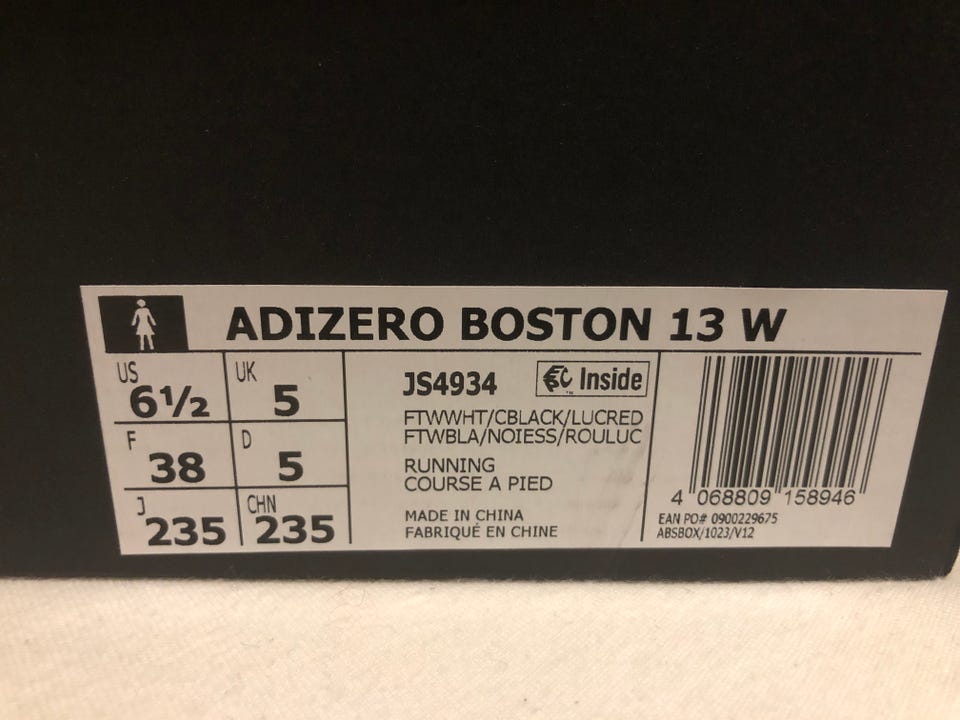 ADIZERO BOSTON 13 W
US
6½
UK
5
F
38
D
5
J
235
CHN
235
JS4934
Inside
™
FTWWHT/CBLACK/LUCRED
FTWBLA/NOIESS/ROULUC
RUNNING
COURSE A PIED
MADE IN CHINA
FABRIQUÉ EN CHINE
4 068809 158946
EAN PO# 0900229675
ABSBOX/1023/V12